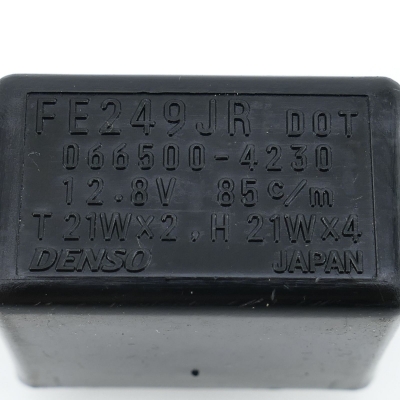 FE249JR DOT
066500-4230
12.8V 85c/m
T 21W×2, H 21W×4
DENSO JAPAN